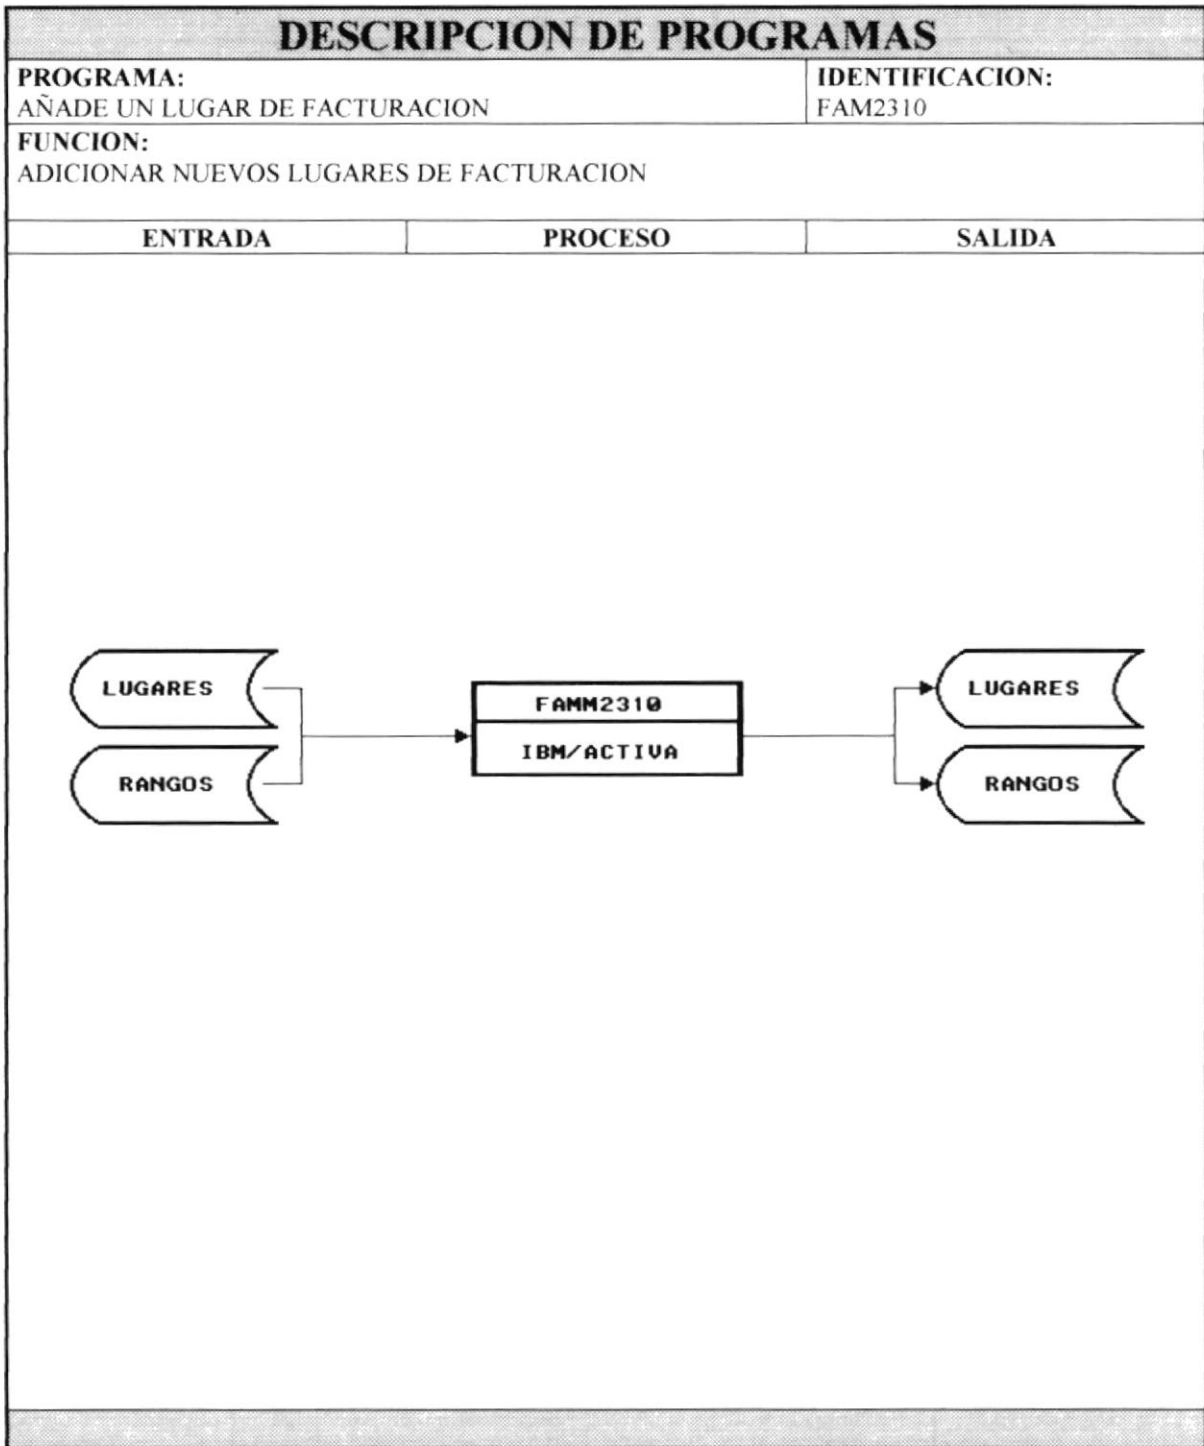 DESCRIPCION DE PROGRAMAS
PROGRAMA:
AÑADE UN LUGAR DE FACTURACION
IDENTIFICACION:
FAM2310
FUNCION:
ADICIONAR NUEVOS LUGARES DE FACTURACION
ENTRADA
PROCESO
SALIDA
LUGARES
RANGOS
FAMM2310
IBM/ACTIVA
LUGARES
RANGOS